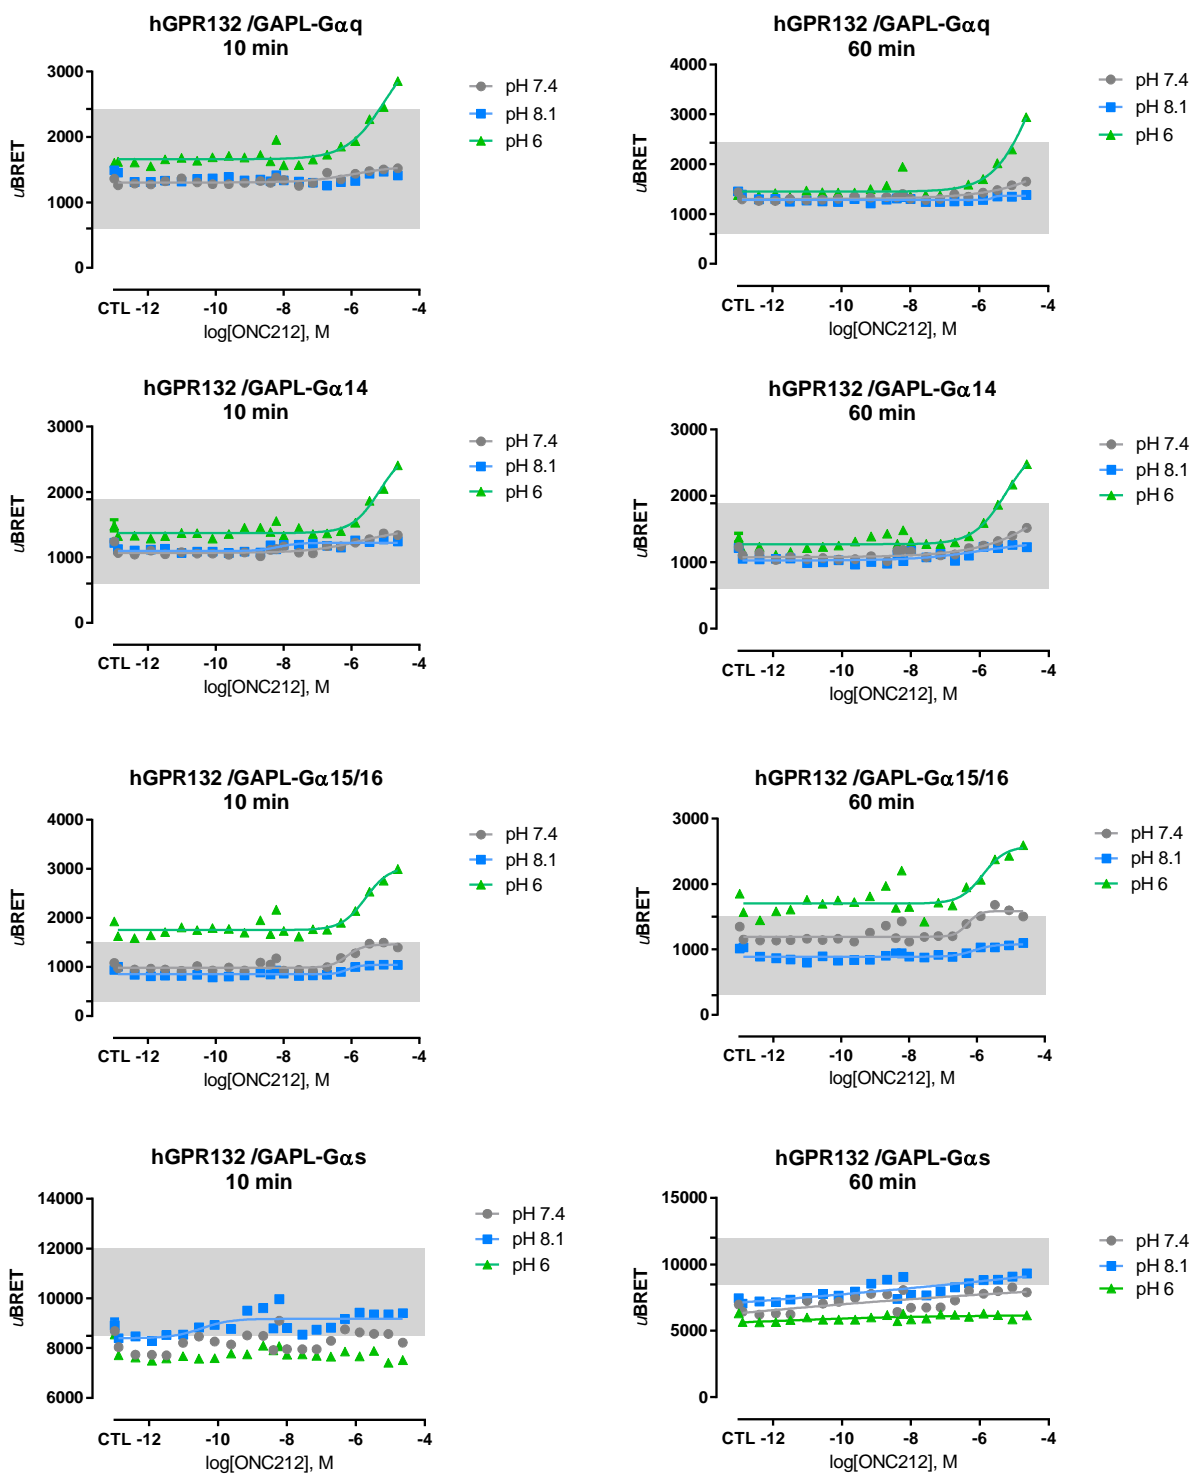 hGPR132 /GAPL-Gαq
10 min
3000
2000
1000
0
uBRET
CTL -12 -10 -8 -6 -4
log[ONC212], M
pH 7.4
pH 8.1
pH 6
hGPR132 /GAPL-Gαq
60 min
4000
3000
2000
1000
0
uBRET
CTL -12 -10 -8 -6 -4
log[ONC212], M
pH 7.4
pH 8.1
pH 6
hGPR132 /GAPL-Gα14
10 min
3000
2000
1000
0
uBRET
CTL -12 -10 -8 -6 -4
log[ONC212], M
pH 7.4
pH 8.1
pH 6
hGPR132 /GAPL-Gα14
60 min
3000
2000
1000
0
uBRET
CTL -12 -10 -8 -6 -4
log[ONC212], M
pH 7.4
pH 8.1
pH 6
hGPR132 /GAPL-Gα15/16
10 min
4000
3000
2000
1000
0
uBRET
CTL -12 -10 -8 -6 -4
log[ONC212], M
pH 7.4
pH 8.1
pH 6
hGPR132 /GAPL-Gα15/16
60 min
3000
2000
1000
0
uBRET
CTL -12 -10 -8 -6 -4
log[ONC212], M
pH 7.4
pH 8.1
pH 6
hGPR132 /GAPL-Gαs
10 min
14000
12000
10000
8000
6000
uBRET
CTL -12 -10 -8 -6 -4
log[ONC212], M
pH 7.4
pH 8.1
pH 6
hGPR132 /GAPL-Gαs
60 min
15000
10000
5000
0
uBRET
CTL -12 -10 -8 -6 -4
log[ONC212], M
pH 7.4
pH 8.1
pH 6